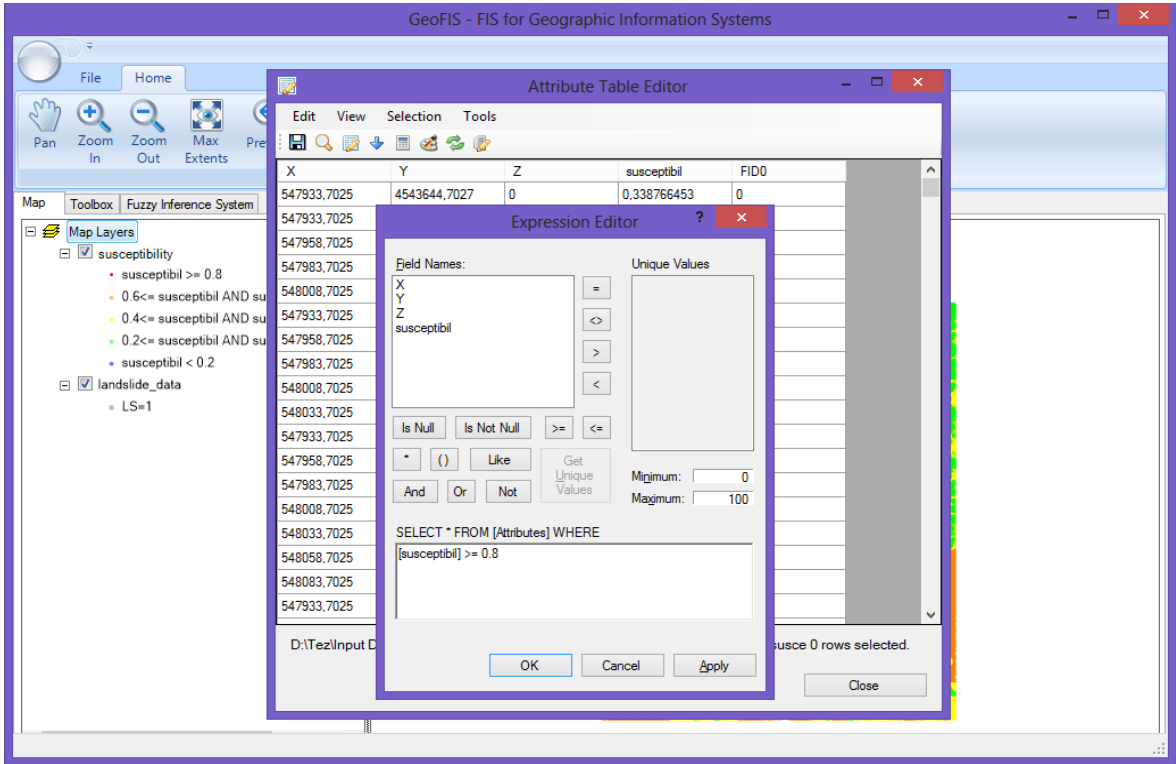 GeoFIS - FIS for Geographic Information Systems
File Home
Pan
Zoom In
Zoom Out
Max Extents
Pre
Map Toolbox Fuzzy Inference System
Map Layers
susceptibility
susceptibil >= 0.8
0.6<= susceptibil AND su
0.4<= susceptibil AND su
0.2<= susceptibil AND su
susceptibil < 0.2
landslide_data
LS=1
Attribute Table Editor
Edit View Selection Tools
X Y Z susceptibil FID0
547933,7025 4543644,7027 0 0,338766453 0
547933,7025
547958,7025
547983,7025
548008,7025
547933,7025
547958,7025
547983,7025
548008,7025
548033,7025
547933,7025
547958,7025
547983,7025
548008,7025
548033,7025
548058,7025
548083,7025
547933,7025
D:\Tez\Input D
susce 0 rows selected.
Close
Expression Editor ?
Field Names: Unique Values
X
Y
Z
susceptibil
=
<>
>
<
Is Null Is Not Null >= <=
* () Like
Get Unique Values
And Or Not
Minimum: 0
Maximum: 100
SELECT * FROM [Attributes] WHERE
[susceptibil] >= 0.8
OK Cancel Apply